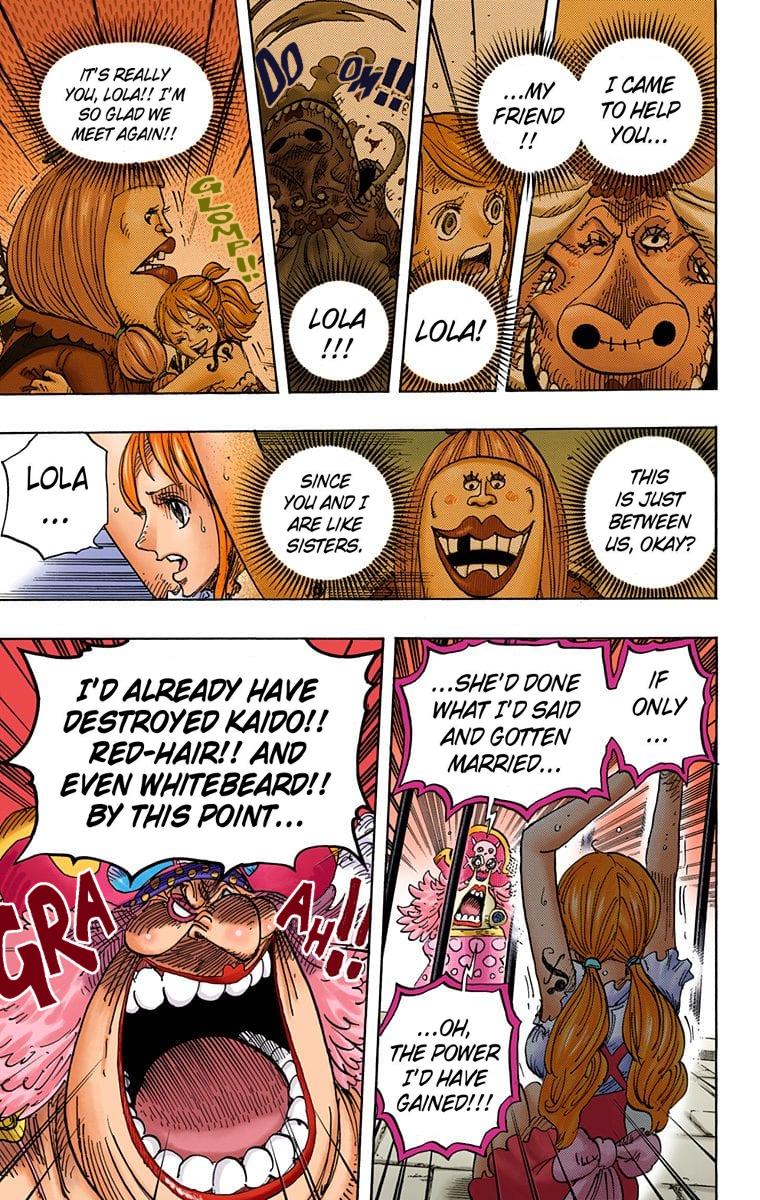 I CAME
TO HELP
YOU...
...MY
FRIEND
!!
LOLA!
DO OM!!
LOLA
!!!
IT'S REALLY
YOU, LOLA!! I'M
SO GLAD WE
MEET AGAIN!!
GLOMP!!
THIS
IS JUST
BETWEEN
US, OKAY?
SINCE
YOU AND I
ARE LIKE
SISTERS.
LOLA
...
IF
ONLY
...
...SHE'D DONE
WHAT I'D SAID
AND GOTTEN
MARRIED...
...OH,
THE POWER
I'D HAVE
GAINED!!!
I'D ALREADY HAVE
DESTROYED KAIDO!!
RED-HAIR!! AND
EVEN WHITEBEARD!!
BY THIS POINT...
GRA AH!!